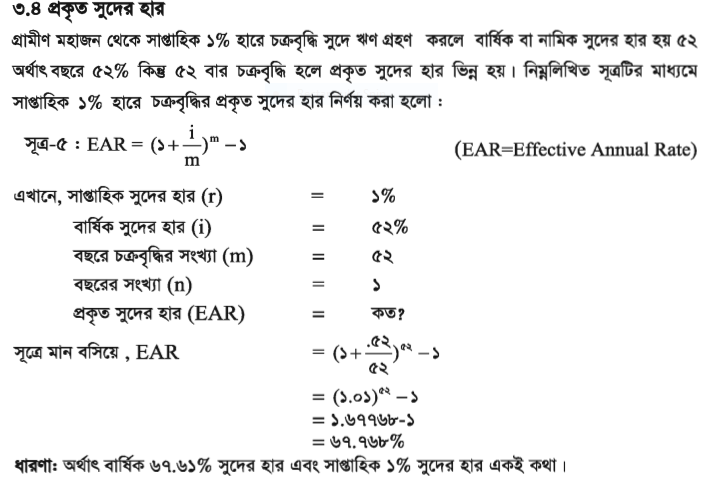 ৩.৪ প্রকৃত সুদের হার
গ্রামীণ মহাজন থেকে সাপ্তাহিক ১% হারে চক্রবৃদ্ধি সুদে ঋণ গ্রহণ করলে বার্ষিক বা নামিক সুদের হার হয় ৫২
অর্থাৎ বছরে ৫২% কিন্তু ৫২ বার চক্রবৃদ্ধি হলে প্রকৃত সুদের হার ভিন্ন হয়। নিম্নলিখিত সূত্রটির মাধ্যমে
সাপ্তাহিক ১% হারে চক্রবৃদ্ধির প্রকৃত সুদের হার নির্ণয় করা হলো :
সূত্র-৫ : EAR = (১+i/m)^m −১ (EAR=Effective Annual Rate)
এখানে, সাপ্তাহিক সুদের হার (r) = ১%
বার্ষিক সুদের হার (i) = ৫২%
বছরে চক্রবৃদ্ধির সংখ্যা (m) = ৫২
বছরের সংখ্যা (n) = ১
প্রকৃত সুদের হার (EAR) = কত?
সূত্রে মান বসিয়ে , EAR = (১+.৫২/৫২)^৫২ −১
= (১.০১)^৫২ −১
= ১.৬৭৭৬৮-১
= ৬৭.৭৬৮%
ধারণা: অর্থাৎ বার্ষিক ৬৭.৬১% সুদের হার এবং সাপ্তাহিক ১% সুদের হার একই কথা।